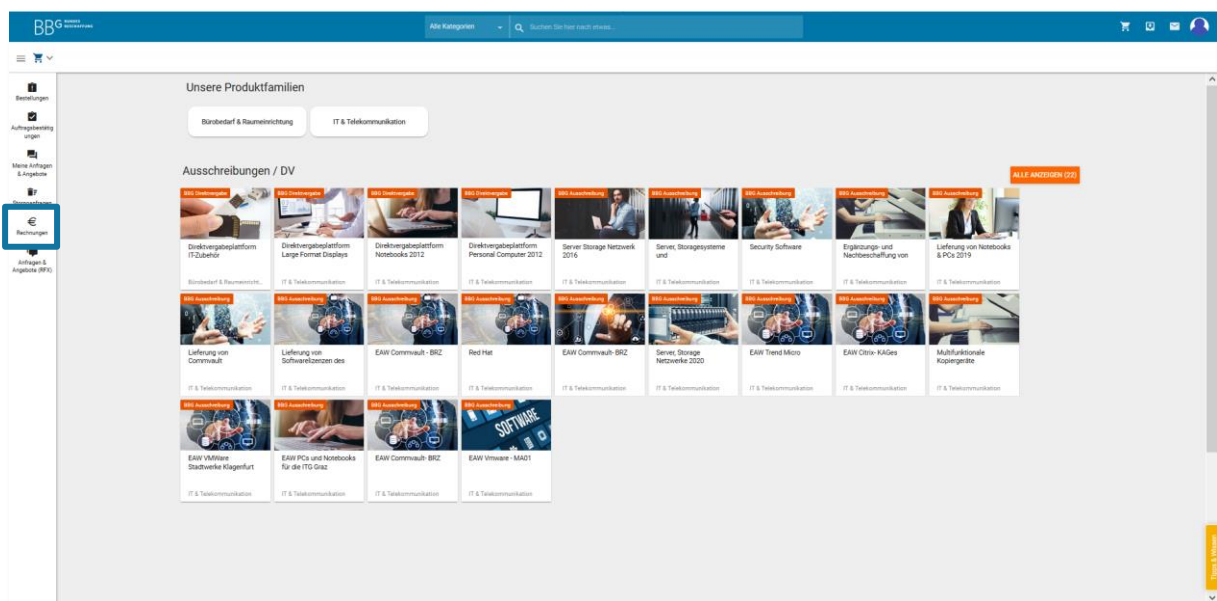 BBG BUNDES BESCHAFFUNG
Alle Kategorien
Suchen Sie hier nach etwas...
Bestellungen
Auftragsbestätig
ungen
Meine Anfragen
& Angebote
Rechnungen
Anfragen &
Angebote (RFX)
Unsere Produktfamilien
Bürobedarf & Raumeinrichtung
IT & Telekommunikation
Ausschreibungen / DV
ALLE ANZEIGEN (22)
BBG Direktvergabe
Direktvergabeplattform
IT-Zubehör
Bürobedarf & Raumeinricht...
BBG Direktvergabe
Direktvergabeplattform
Large Format Displays
IT & Telekommunikation
BBG Direktvergabe
Direktvergabeplattform
Notebooks 2012
IT & Telekommunikation
BBG Direktvergabe
Direktvergabeplattform
Personal Computer 2012
IT & Telekommunikation
BBG Ausschreibung
Server Storage Netzwerk
2016
IT & Telekommunikation
BBG Ausschreibung
Server, Storagesysteme
und
IT & Telekommunikation
BBG Ausschreibung
Security Software
IT & Telekommunikation
BBG Ausschreibung
Ergänzungs- und
Nachbeschaffung von
IT & Telekommunikation
BBG Ausschreibung
Lieferung von Notebooks
& PCs 2019
IT & Telekommunikation
BBG Ausschreibung
Lieferung von
Commvault
IT & Telekommunikation
BBG Ausschreibung
Lieferung von
Softwarelizenzen des
IT & Telekommunikation
BBG Ausschreibung
EAW Commvault - BRZ
IT & Telekommunikation
BBG Ausschreibung
Red Hat
IT & Telekommunikation
BBG Ausschreibung
EAW Commvault- BRZ
IT & Telekommunikation
BBG Ausschreibung
Server, Storage
Netzwerke 2020
IT & Telekommunikation
BBG Ausschreibung
EAW Trend Micro
IT & Telekommunikation
BBG Ausschreibung
EAW Citrix- KAGes
IT & Telekommunikation
BBG Ausschreibung
Multifunktionale
Kopiergeräte
IT & Telekommunikation
BBG Ausschreibung
EAW VMWare
Stadtwerke Klagenfurt
IT & Telekommunikation
BBG Ausschreibung
EAW PCs und Notebooks
für die ITG Graz
IT & Telekommunikation
BBG Ausschreibung
EAW Commvault- BRZ
IT & Telekommunikation
BBG Ausschreibung
SOFTWARE
EAW Vmware - MA01
IT & Telekommunikation